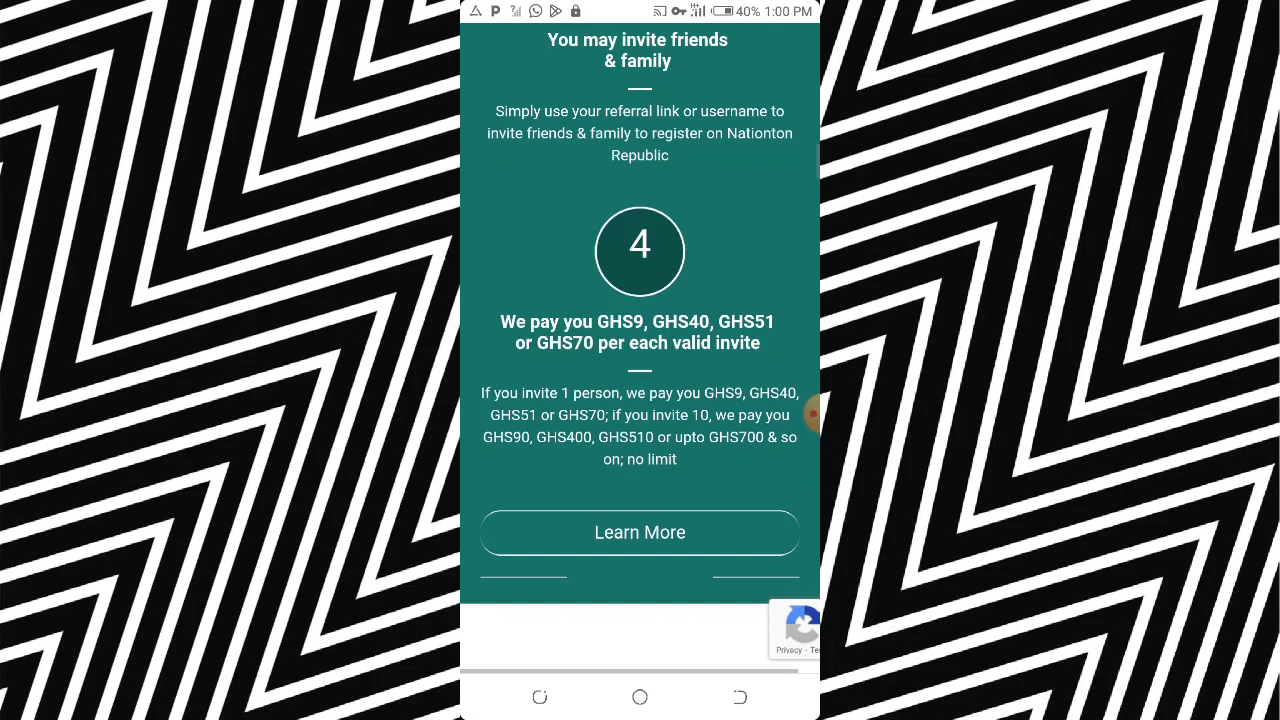 40% 1:00 PM
You may invite friends
& family
Simply use your referral link or username to
invite friends & family to register on Nationton
Republic
4
We pay you GHS9, GHS40, GHS51
or GHS70 per each valid invite
If you invite 1 person, we pay you GHS9, GHS40,
GHS51 or GHS70; if you invite 10, we pay you
GHS90, GHS400, GHS510 or upto GHS700 & so
on; no limit
Learn More
Privacy - Te